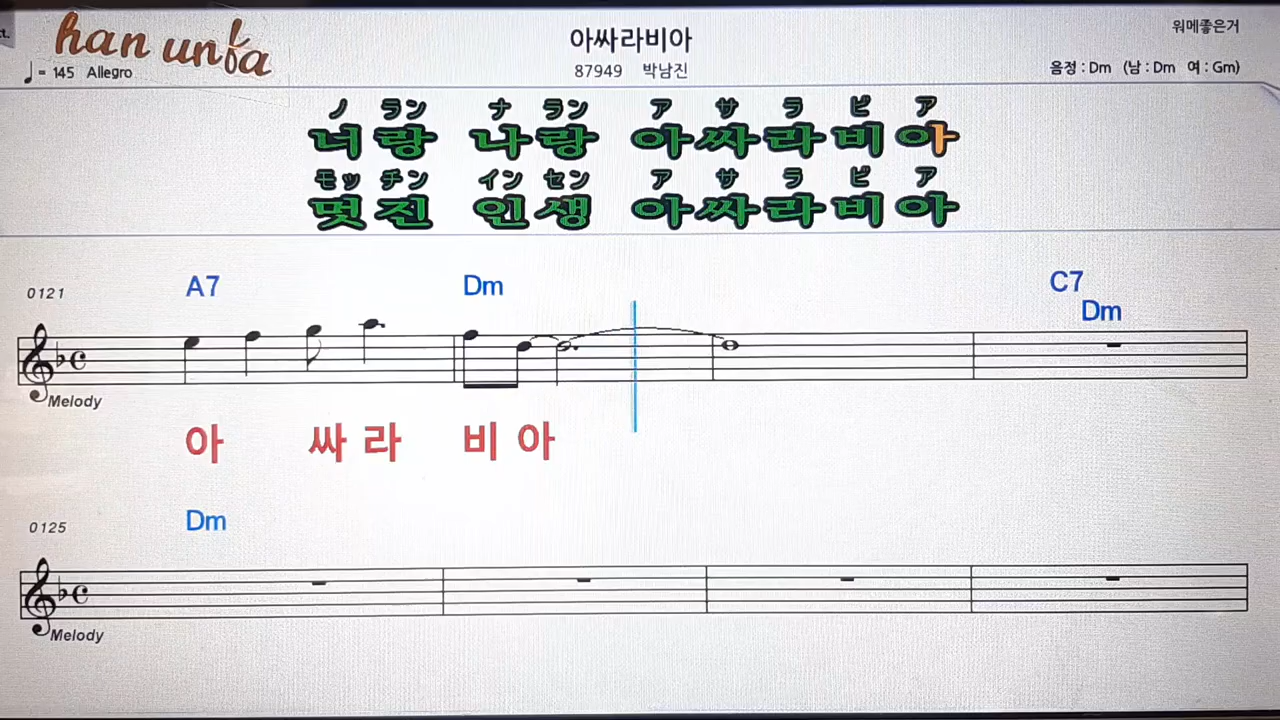 ct.
han unba
♩= 145 Allegro
아싸라비아
87949 박남진
워메좋은거
음정 : Dm (남 : Dm 여 : Gm)
ノ ラン ナ ラン ア サ ラ ビ ア
너랑 나랑 아싸라비아
モッ チン イン セン ア サ ラ ビ ア
멋진 인생 아싸라비아
0121 A7 Dm C7
Dm
Melody
아 싸 라 비 아
0125 Dm
Melody